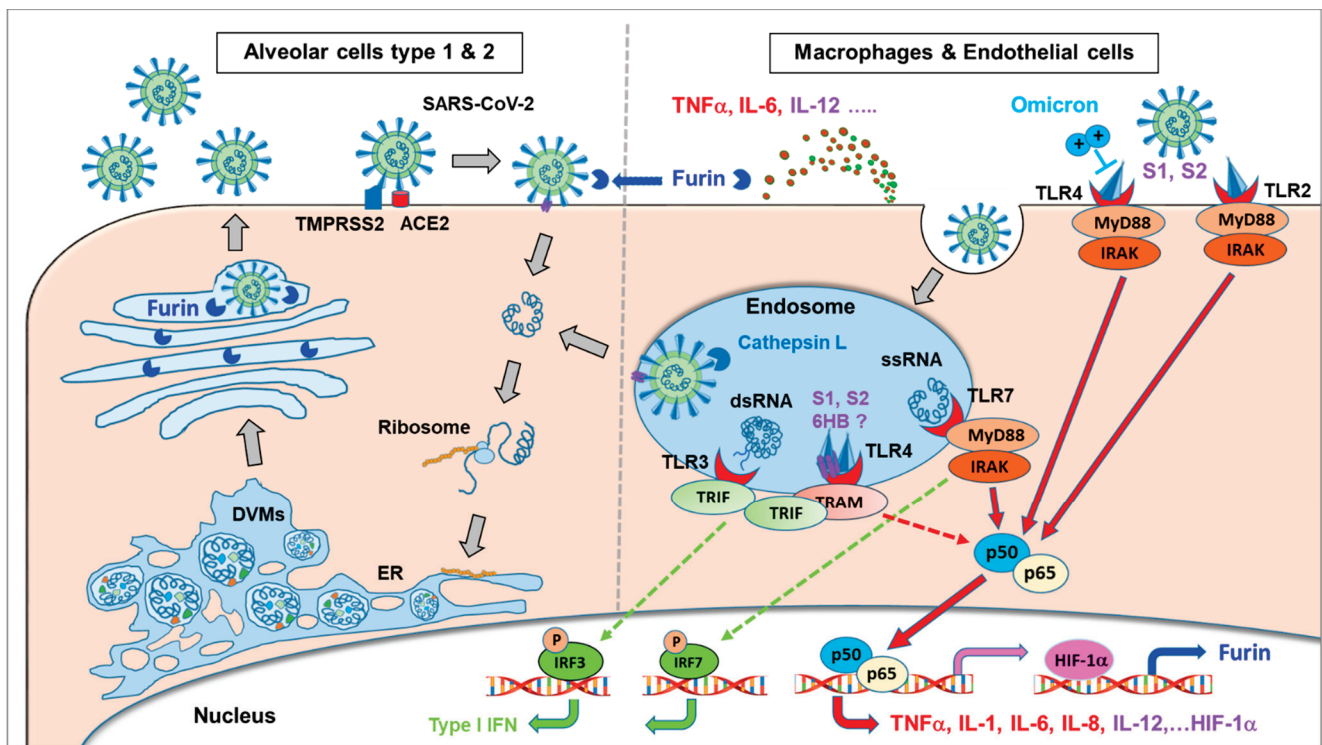 Alveolar cells type 1 & 2
Macrophages & Endothelial cells
SARS-CoV-2
TNFα, IL-6, IL-12 .....
Omicron
+
+
S1, S2
Furin
TLR4
TLR2
TMPRSS2
ACE2
MyD88
MyD88
IRAK
IRAK
Furin
Endosome
Cathepsin L
ssRNA
dsRNA
S1, S2
6HB ?
TLR7
Ribosome
MyD88
TLR3
TLR4
IRAK
TRIF
TRIF
TRAM
DVMs
p50
p65
ER
P
IRF3
P
IRF7
p50
p65
HIF-1α
Furin
Nucleus
Type I IFN
TNFα, IL-1, IL-6, IL-8, IL-12,...HIF-1α